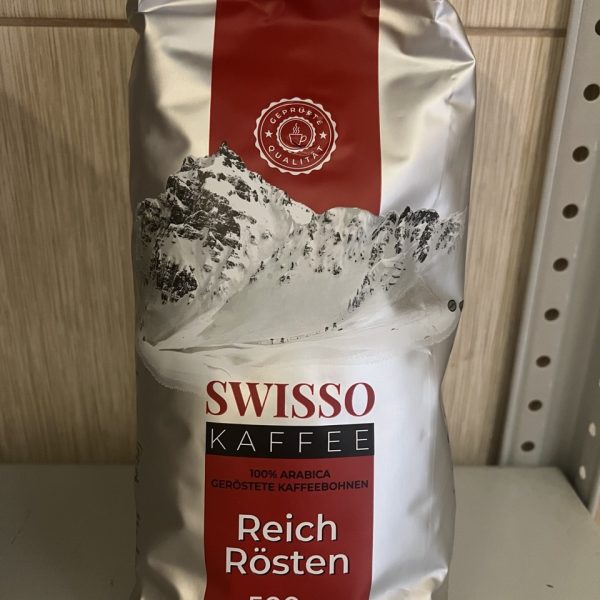 GEPRÜFTE
QUALITÄT
SWISSO
KAFFEE
100% ARABICA
GERÖSTETE KAFFEEBOHNEN
Reich
Rösten